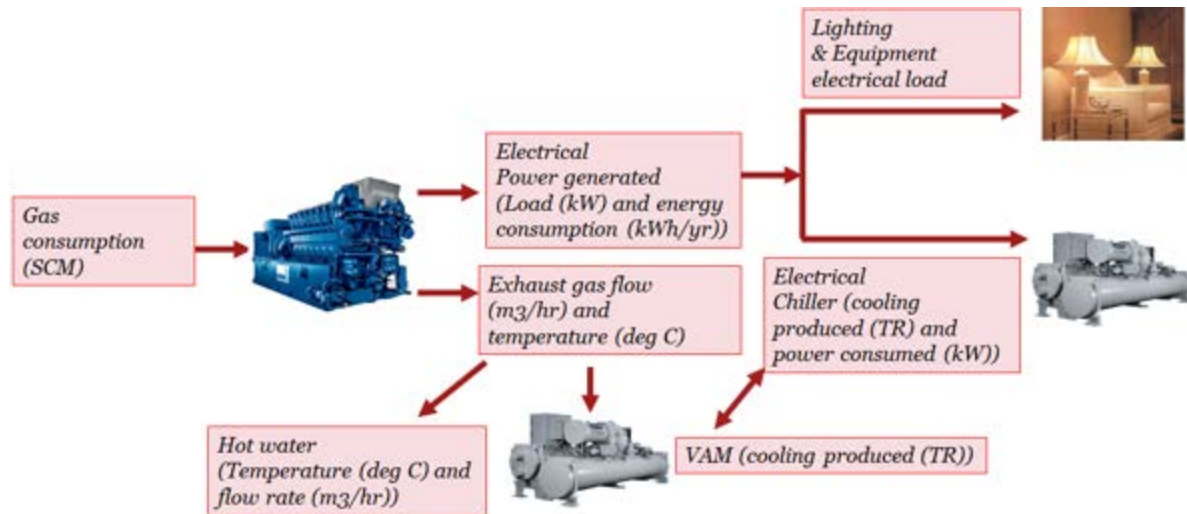 Lighting
& Equipment
electrical load
Electrical
Power generated
(Load (kW) and energy
consumption (kWh/yr))
Gas
consumption
(SCM)
Exhaust gas flow
(m3/hr) and
temperature (deg C)
Electrical
Chiller (cooling
produced (TR) and
power consumed (kW))
Hot water
(Temperature (deg C) and
flow rate (m3/hr))
VAM (cooling produced (TR))